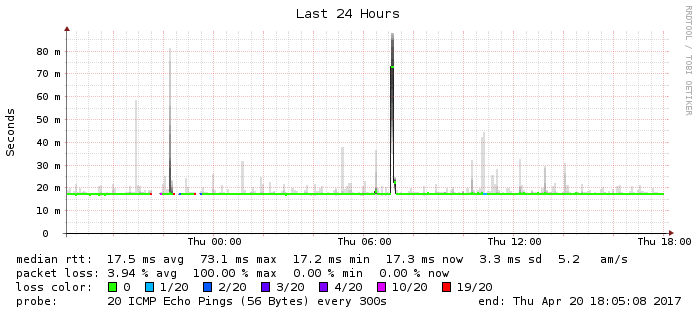 Last 24 Hours
RRDTOOL / TOBI OETIKER
Seconds
80 m
70 m
60 m
50 m
40 m
30 m
20 m
10 m
0
Thu 00:00 Thu 06:00 Thu 12:00 Thu 18:00
median rtt: 17.5 ms avg 73.1 ms max 17.2 ms min 17.3 ms now 3.3 ms sd 5.2 am/s
packet loss: 3.94 % avg 100.00 % max 0.00 % min 0.00 % now
loss color: 0 1/20 2/20 3/20 4/20 10/20 19/20
probe: 20 ICMP Echo Pings (56 Bytes) every 300s end: Thu Apr 20 18:05:08 2017